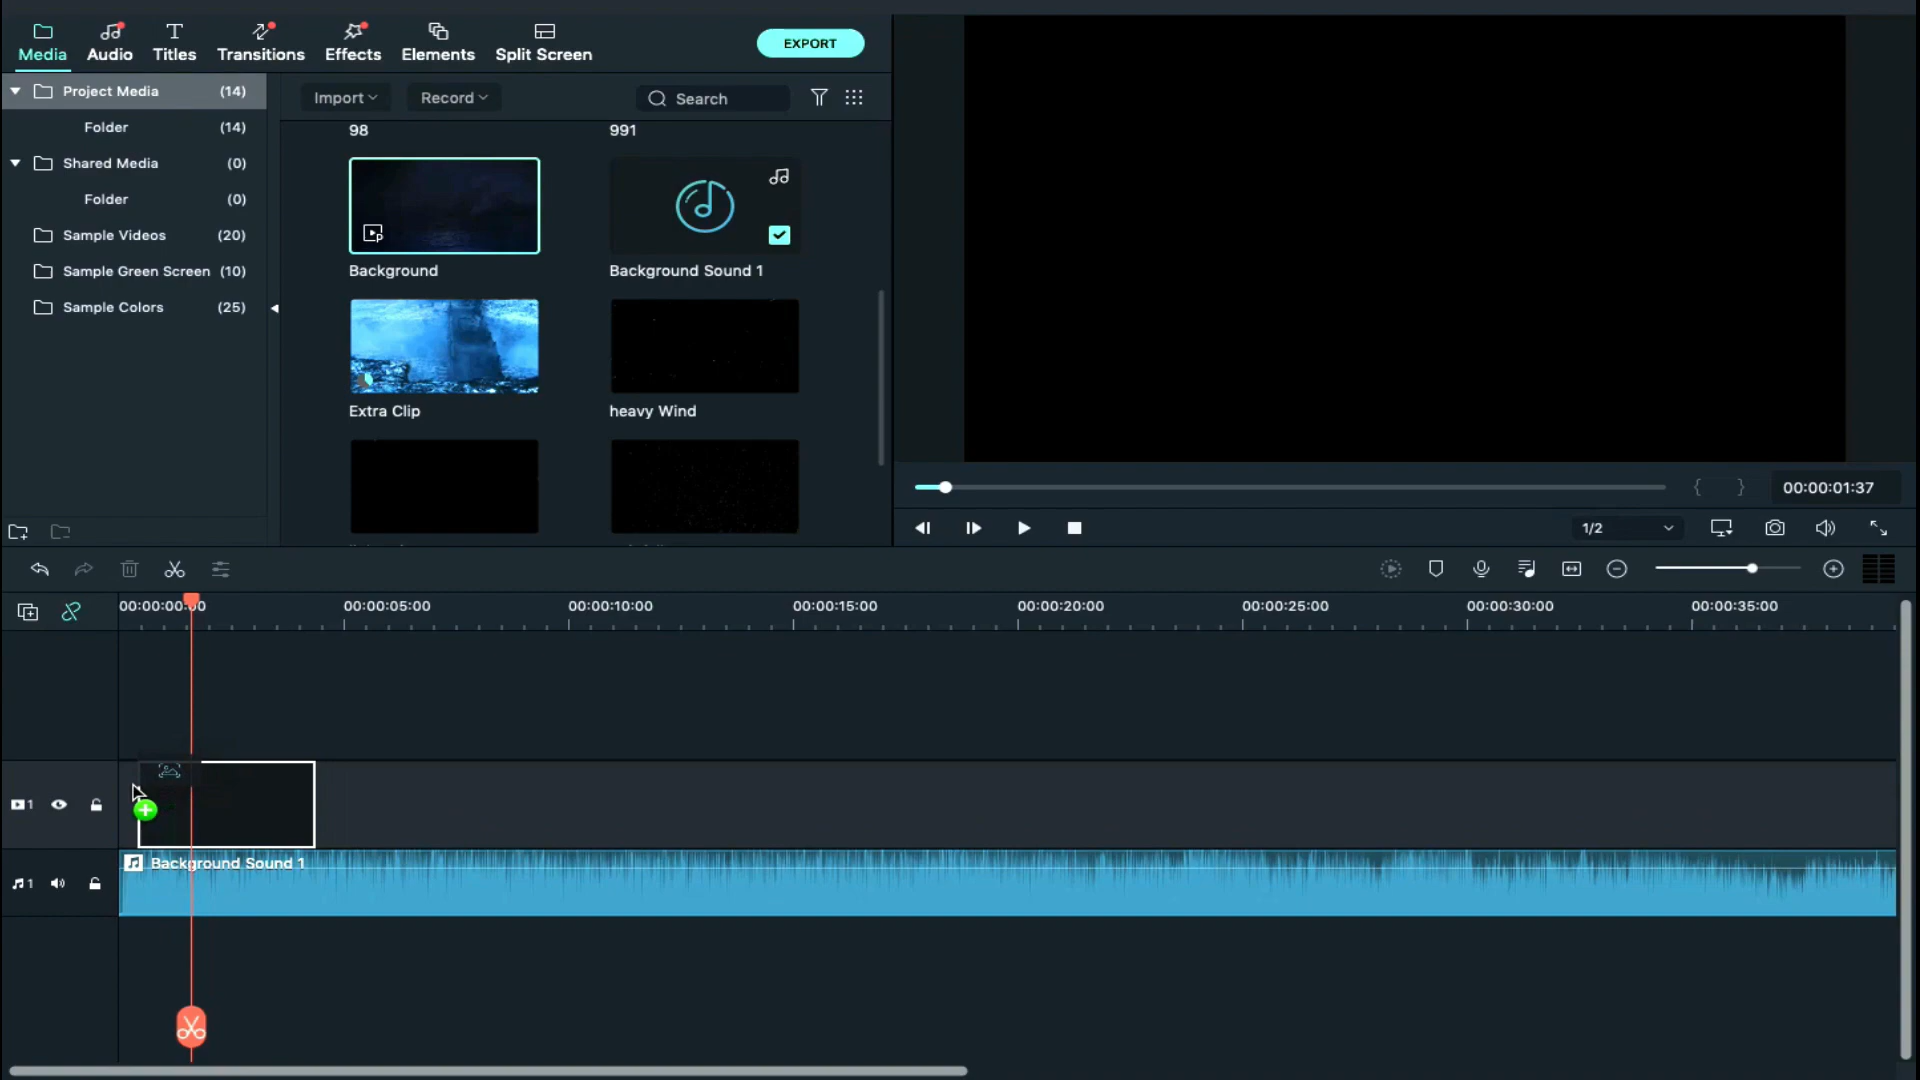 Media Audio Titles Transitions Effects Elements Split Screen EXPORT
Project Media (14)
Folder (14)
Shared Media (0)
Folder (0)
Sample Videos (20)
Sample Green Screen (10)
Sample Colors (25)
Import Record Search
98 991
Background Background Sound 1
Extra Clip heavy Wind
00:00:01:37
1/2
00:00:00:00 00:00:05:00 00:00:10:00 00:00:15:00 00:00:20:00 00:00:25:00 00:00:30:00 00:00:35:00
1
Background Sound 1
1